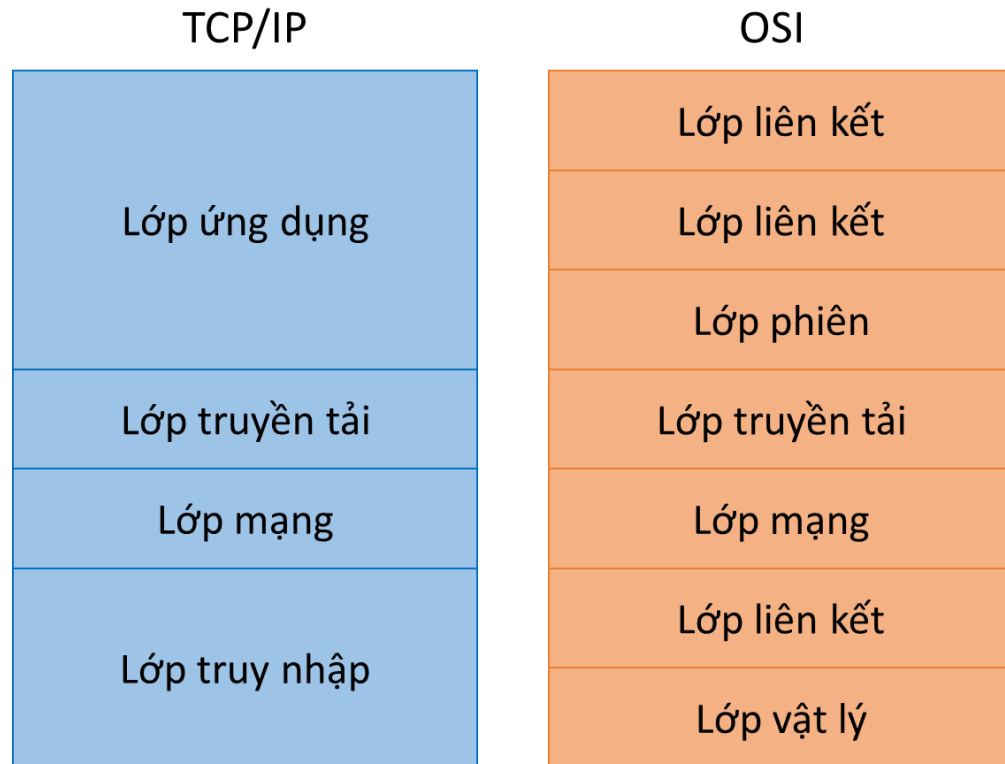 TCP/IP
OSI
Lớp ứng dụng
Lớp truyền tải
Lớp mạng
Lớp truy nhập
Lớp liên kết
Lớp liên kết
Lớp phiên
Lớp truyền tải
Lớp mạng
Lớp liên kết
Lớp vật lý